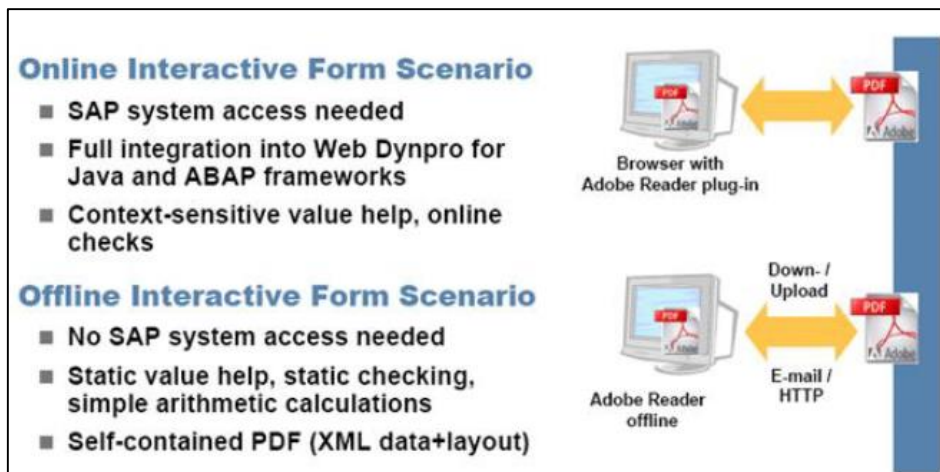 Online Interactive Form Scenario
SAP system access needed
Full integration into Web Dynpro for
Java and ABAP frameworks
Context-sensitive value help, online
checks
PDF
PDF
Adobe
Browser with
Adobe Reader plug-in
Offline Interactive Form Scenario
No SAP system access needed
Static value help, static checking,
simple arithmetic calculations
Self-contained PDF (XML data+layout)
Down- /
Upload
PDF
PDF
Adobe
E-mail /
HTTP
Adobe Reader
offline